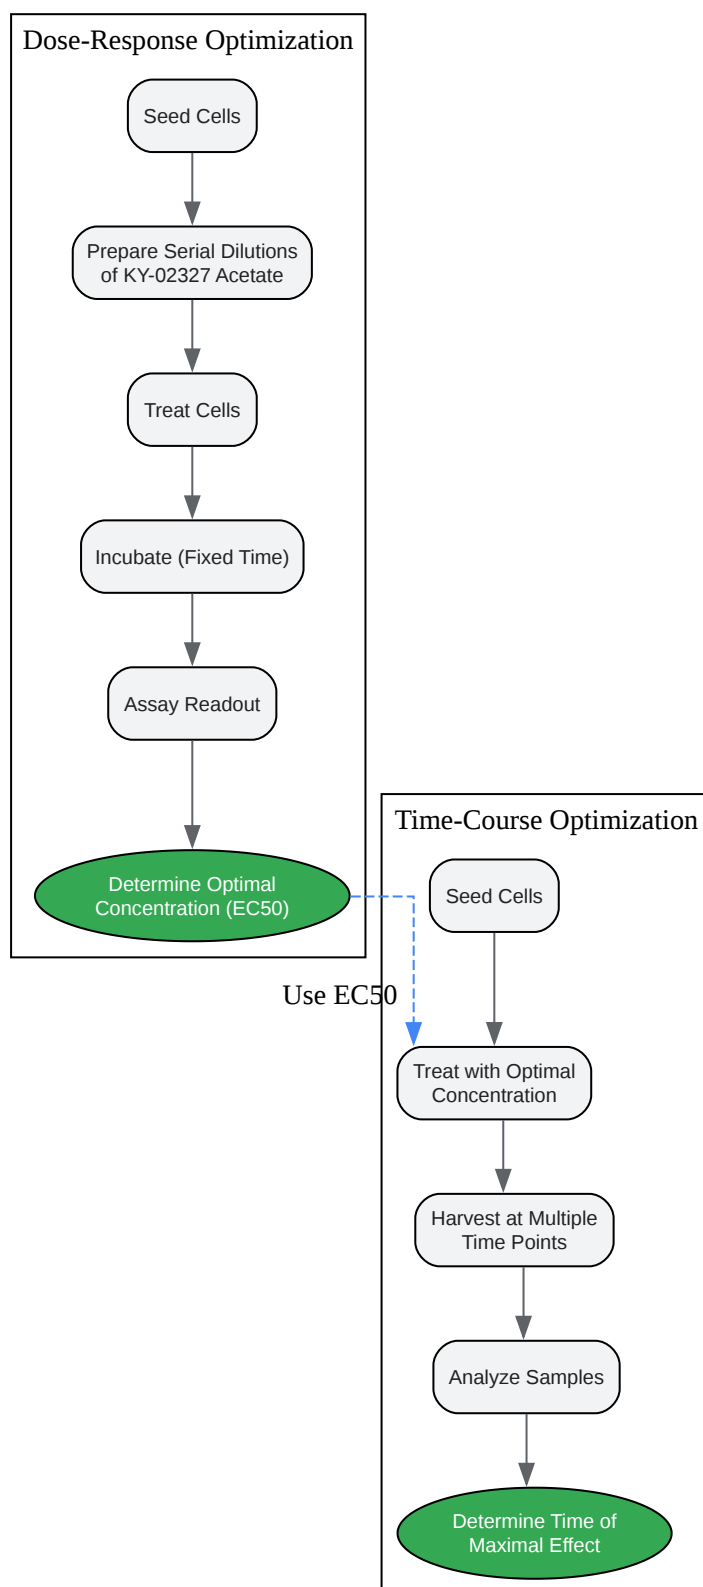 Dose-Response Optimization
Seed Cells
Prepare Serial Dilutions
of KY-02327 Acetate
Treat Cells
Incubate (Fixed Time)
Assay Readout
Determine Optimal
Concentration (EC50)
Use EC50
Time-Course Optimization
Seed Cells
Treat with Optimal
Concentration
Harvest at Multiple
Time Points
Analyze Samples
Determine Time of
Maximal Effect